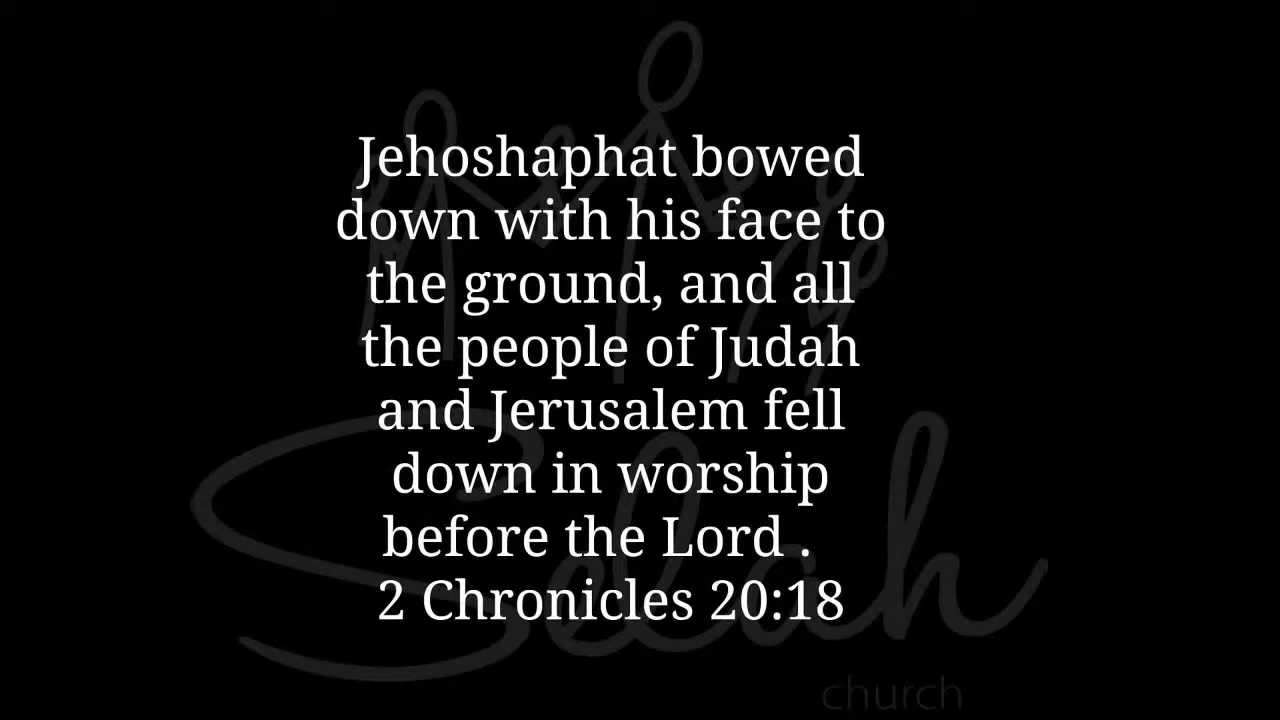 Jehoshaphat bowed
down with his face to
the ground, and all
the people of Judah
and Jerusalem fell
down in worship
before the Lord .
2 Chronicles 20:18
Selah
church